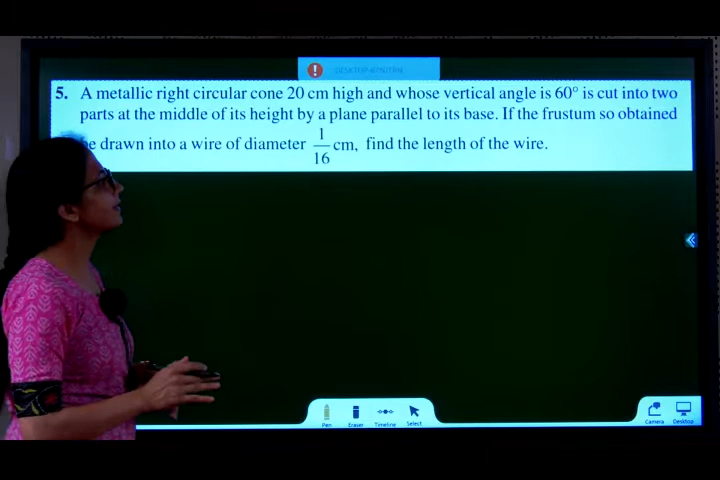 5. A metallic right circular cone 20 cm high and whose vertical angle is 60° is cut into two
parts at the middle of its height by a plane parallel to its base. If the frustum so obtained
be drawn into a wire of diameter 1/16 cm, find the length of the wire.
Pen Eraser Timeline Select
Camera Desktop